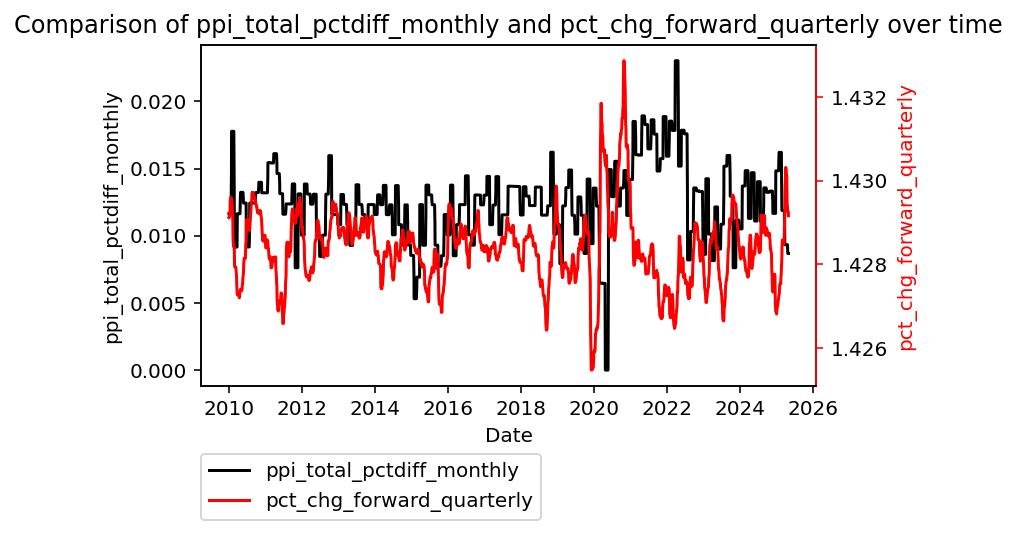 Comparison of ppi_total_pctdiff_monthly and pct_chg_forward_quarterly over time
ppi_total_pctdiff_monthly
0.020
0.015
0.010
0.005
0.000
1.432
1.430
1.428
1.426
pct_chg_forward_quarterly
2010 2012 2014 2016 2018 2020 2022 2024 2026
Date
ppi_total_pctdiff_monthly
pct_chg_forward_quarterly